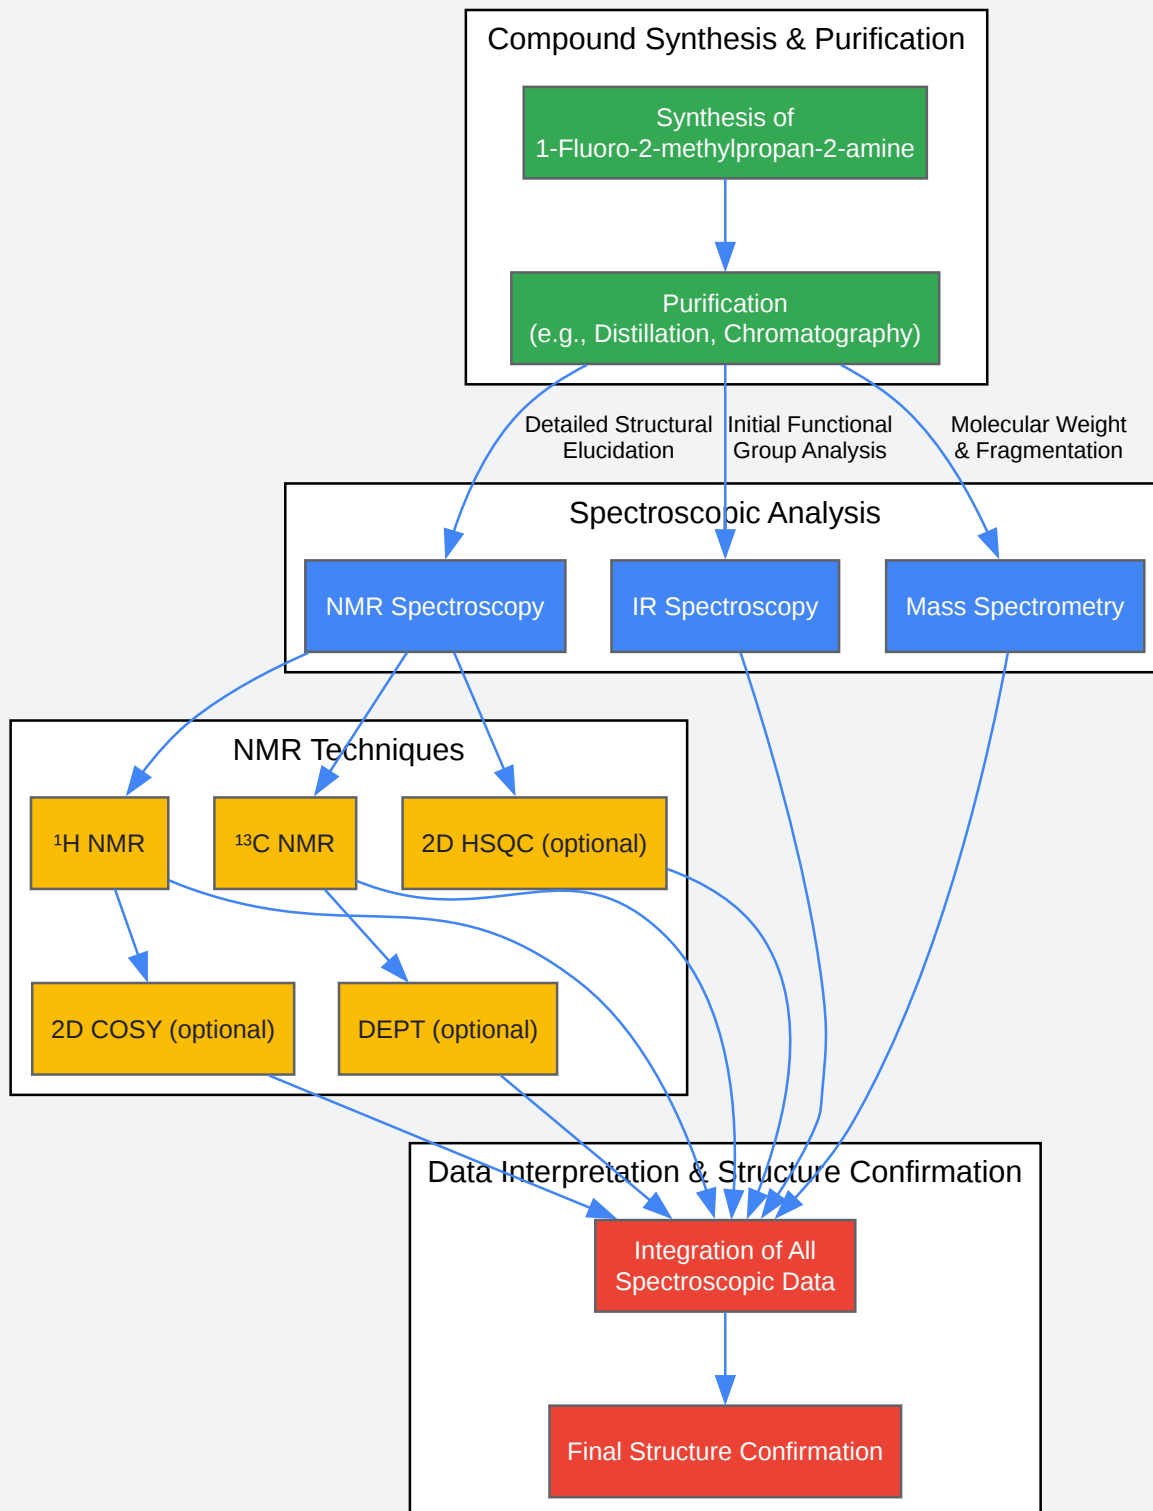 Compound Synthesis & Purification
Synthesis of
1-Fluoro-2-methylpropan-2-amine
Purification
(e.g., Distillation, Chromatography)
Detailed Structural
Elucidation
Initial Functional
Group Analysis
Molecular Weight
& Fragmentation
Spectroscopic Analysis
NMR Spectroscopy
IR Spectroscopy
Mass Spectrometry
NMR Techniques
¹H NMR
¹³C NMR
2D HSQC (optional)
2D COSY (optional)
DEPT (optional)
Data Interpretation & Structure Confirmation
Integration of All
Spectroscopic Data
Final Structure Confirmation